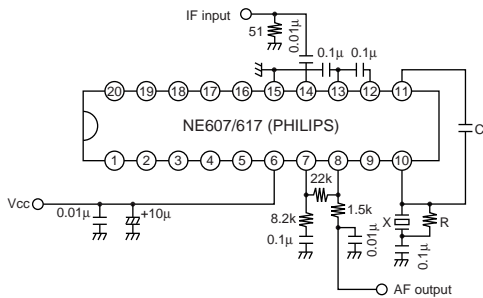 IF input
51
0.01μ
0.1μ 0.1μ
20 19 18 17 16 15 14 13 12 11
NE607/617 (PHILIPS)
C
1 2 3 4 5 6 7 8 9 10
22k
Vcc
0.01μ
+10μ
8.2k
0.1μ
1.5k
0.01μ
X
R
0.1μ
AF output